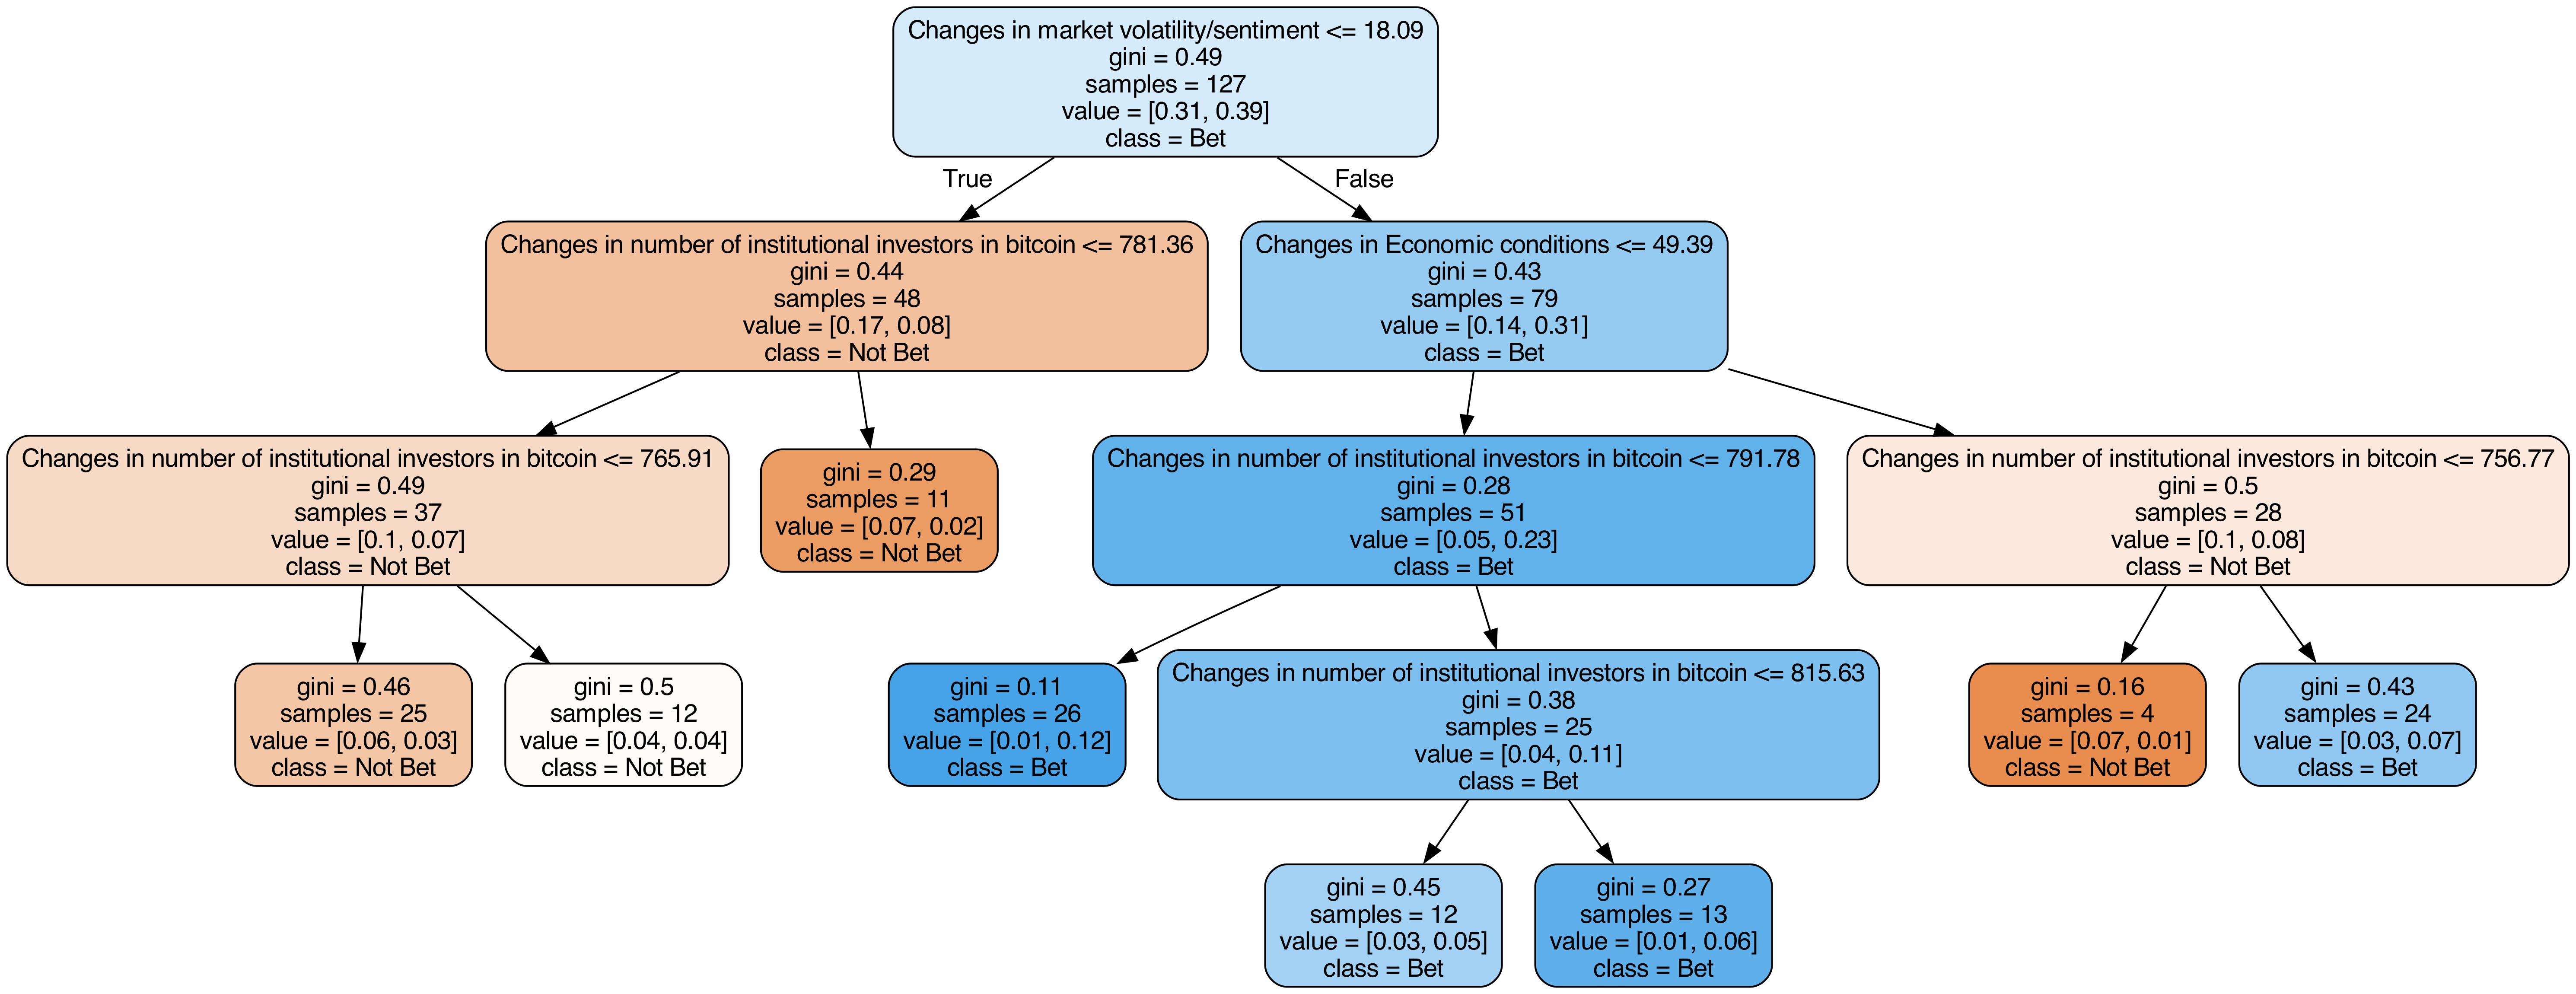 Changes in market volatility/sentiment <= 18.09
gini = 0.49
samples = 127
value = [0.31, 0.39]
class = Bet
True
False
Changes in number of institutional investors in bitcoin <= 781.36
gini = 0.44
samples = 48
value = [0.17, 0.08]
class = Not Bet
Changes in Economic conditions <= 49.39
gini = 0.43
samples = 79
value = [0.14, 0.31]
class = Bet
Changes in number of institutional investors in bitcoin <= 765.91
gini = 0.49
samples = 37
value = [0.1, 0.07]
class = Not Bet
gini = 0.29
samples = 11
value = [0.07, 0.02]
class = Not Bet
Changes in number of institutional investors in bitcoin <= 791.78
gini = 0.28
samples = 51
value = [0.05, 0.23]
class = Bet
Changes in number of institutional investors in bitcoin <= 756.77
gini = 0.5
samples = 28
value = [0.1, 0.08]
class = Not Bet
gini = 0.46
samples = 25
value = [0.06, 0.03]
class = Not Bet
gini = 0.5
samples = 12
value = [0.04, 0.04]
class = Not Bet
gini = 0.11
samples = 26
value = [0.01, 0.12]
class = Bet
Changes in number of institutional investors in bitcoin <= 815.63
gini = 0.38
samples = 25
value = [0.04, 0.11]
class = Bet
gini = 0.16
samples = 4
value = [0.07, 0.01]
class = Not Bet
gini = 0.43
samples = 24
value = [0.03, 0.07]
class = Bet
gini = 0.45
samples = 12
value = [0.03, 0.05]
class = Bet
gini = 0.27
samples = 13
value = [0.01, 0.06]
class = Bet